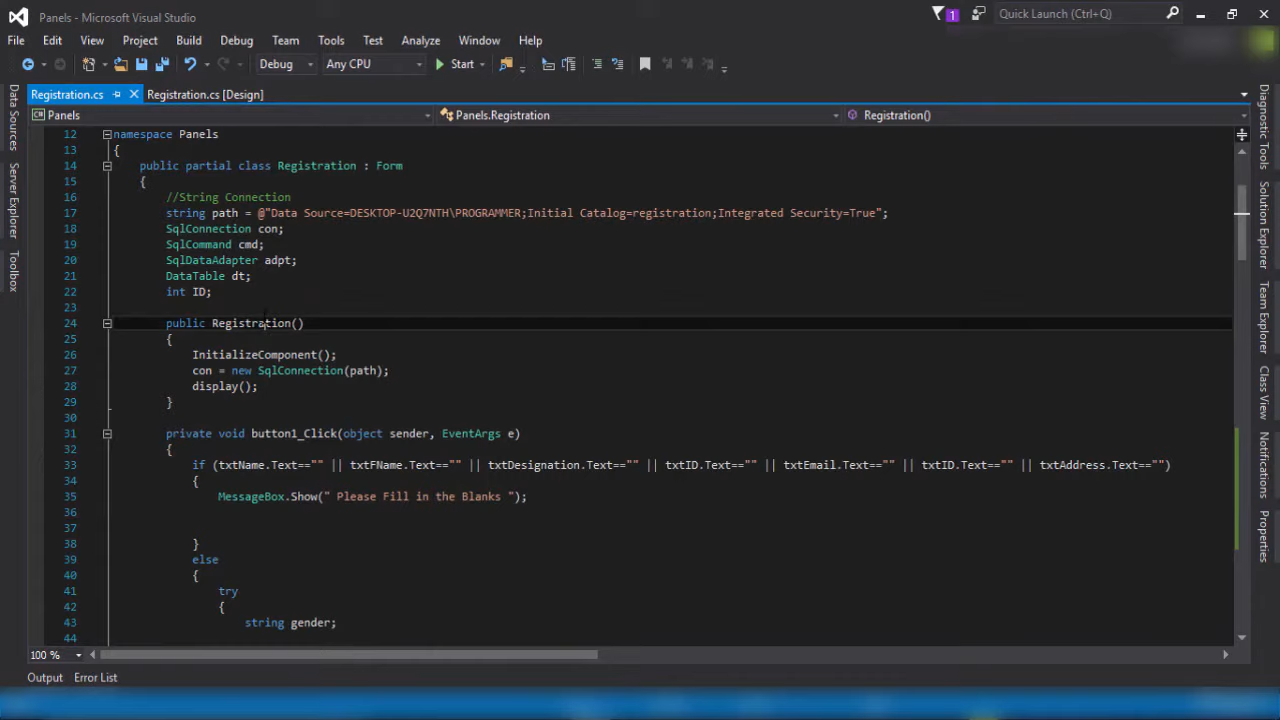 Panels - Microsoft Visual Studio
1
Quick Launch (Ctrl+Q)
File Edit View Project Build Debug Team Tools Test Analyze Window Help
Debug Any CPU Start
Registration.cs Registration.cs [Design]
Panels Panels.Registration Registration()
12 namespace Panels
13 {
14 public partial class Registration : Form
15 {
16 //String Connection
17 string path = @"Data Source=DESKTOP-U2Q7NTH\PROGRAMMER;Initial Catalog=registration;Integrated Security=True";
18 SqlConnection con;
19 SqlCommand cmd;
20 SqlDataAdapter adpt;
21 DataTable dt;
22 int ID;
23
24 public Registration()
25 {
26 InitializeComponent();
27 con = new SqlConnection(path);
28 display();
29 }
30
31 private void button1_Click(object sender, EventArgs e)
32 {
33 if (txtName.Text=="" || txtFName.Text=="" || txtDesignation.Text=="" || txtID.Text=="" || txtEmail.Text=="" || txtID.Text=="" || txtAddress.Text=="")
34 {
35 MessageBox.Show(" Please Fill in the Blanks ");
36
37
38 }
39 else
40 {
41 try
42 {
43 string gender;
44
100 %
Output Error List
Data Sources
Server Explorer
Toolbox
Diagnostic Tools
Solution Explorer
Team Explorer
Class View
Notifications
Properties